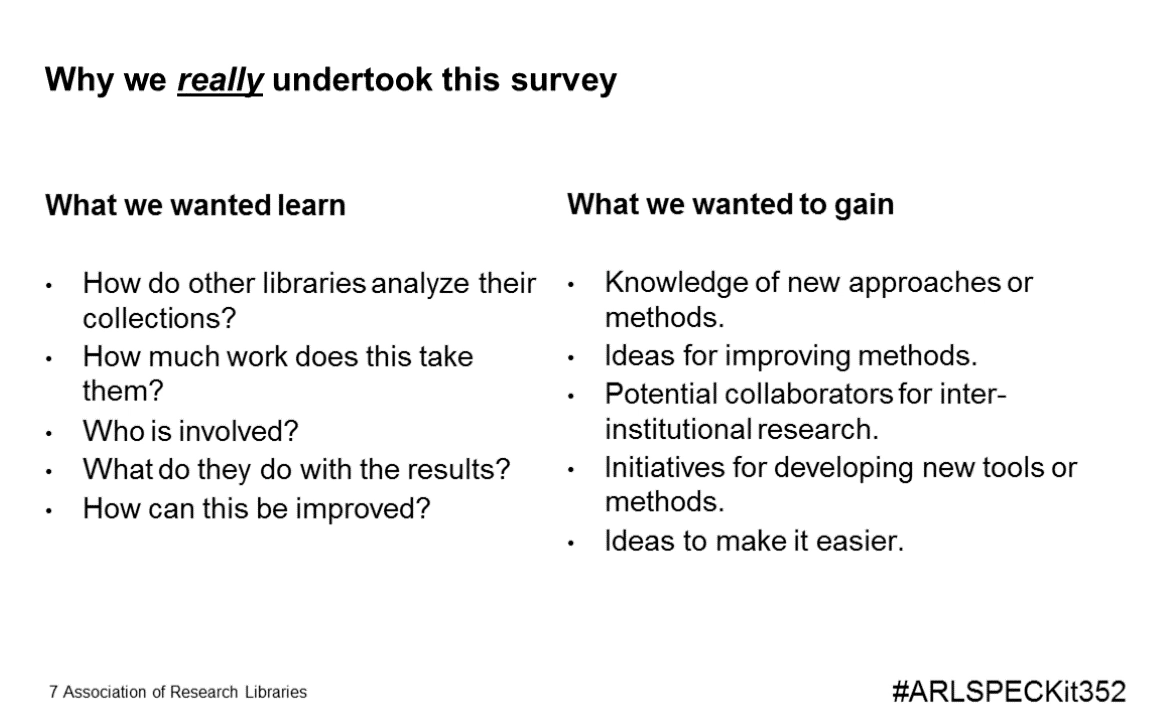 Why we really undertook this survey
What we wanted learn
• How do other libraries analyze their
collections?
• How much work does this take
them?
• Who is involved?
• What do they do with the results?
• How can this be improved?
What we wanted to gain
• Knowledge of new approaches or
methods.
• Ideas for improving methods.
• Potential collaborators for inter-
institutional research.
• Initiatives for developing new tools or
methods.
• Ideas to make it easier.
7 Association of Research Libraries
#ARLSPECKit352